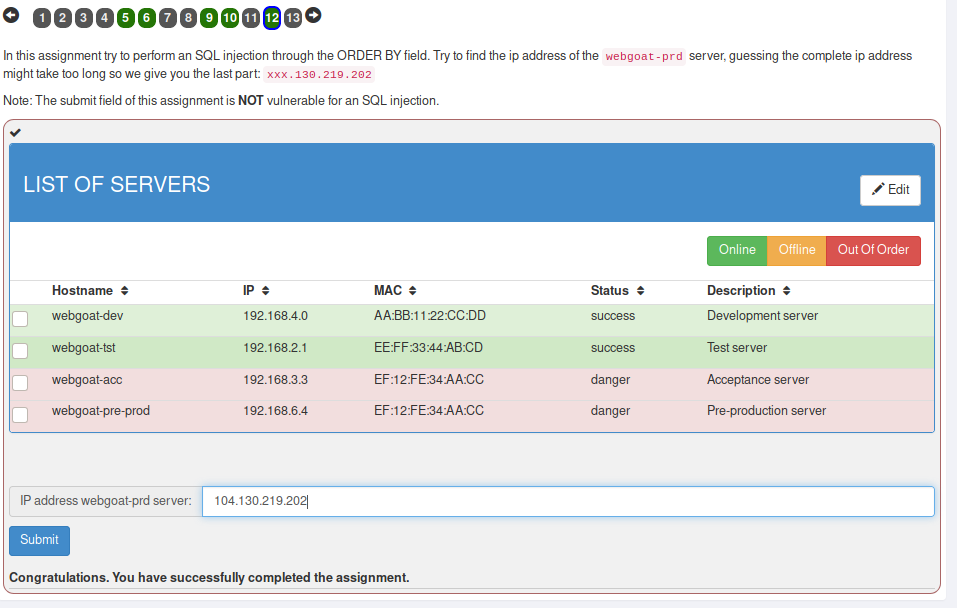 1 2 3 4 5 6 7 8 9 10 11 12 13
In this assignment try to perform an SQL injection through the ORDER BY field. Try to find the ip address of the webgoat-prd server, guessing the complete ip address
might take too long so we give you the last part: xxx.130.219.202
Note: The submit field of this assignment is NOT vulnerable for an SQL injection.
LIST OF SERVERS
Edit
Online Offline Out Of Order
Hostname IP MAC Status Description
webgoat-dev 192.168.4.0 AA:BB:11:22:CC:DD success Development server
webgoat-tst 192.168.2.1 EE:FF:33:44:AB:CD success Test server
webgoat-acc 192.168.3.3 EF:12:FE:34:AA:CC danger Acceptance server
webgoat-pre-prod 192.168.6.4 EF:12:FE:34:AA:CC danger Pre-production server
IP address webgoat-prd server: 104.130.219.202
Submit
Congratulations. You have successfully completed the assignment.